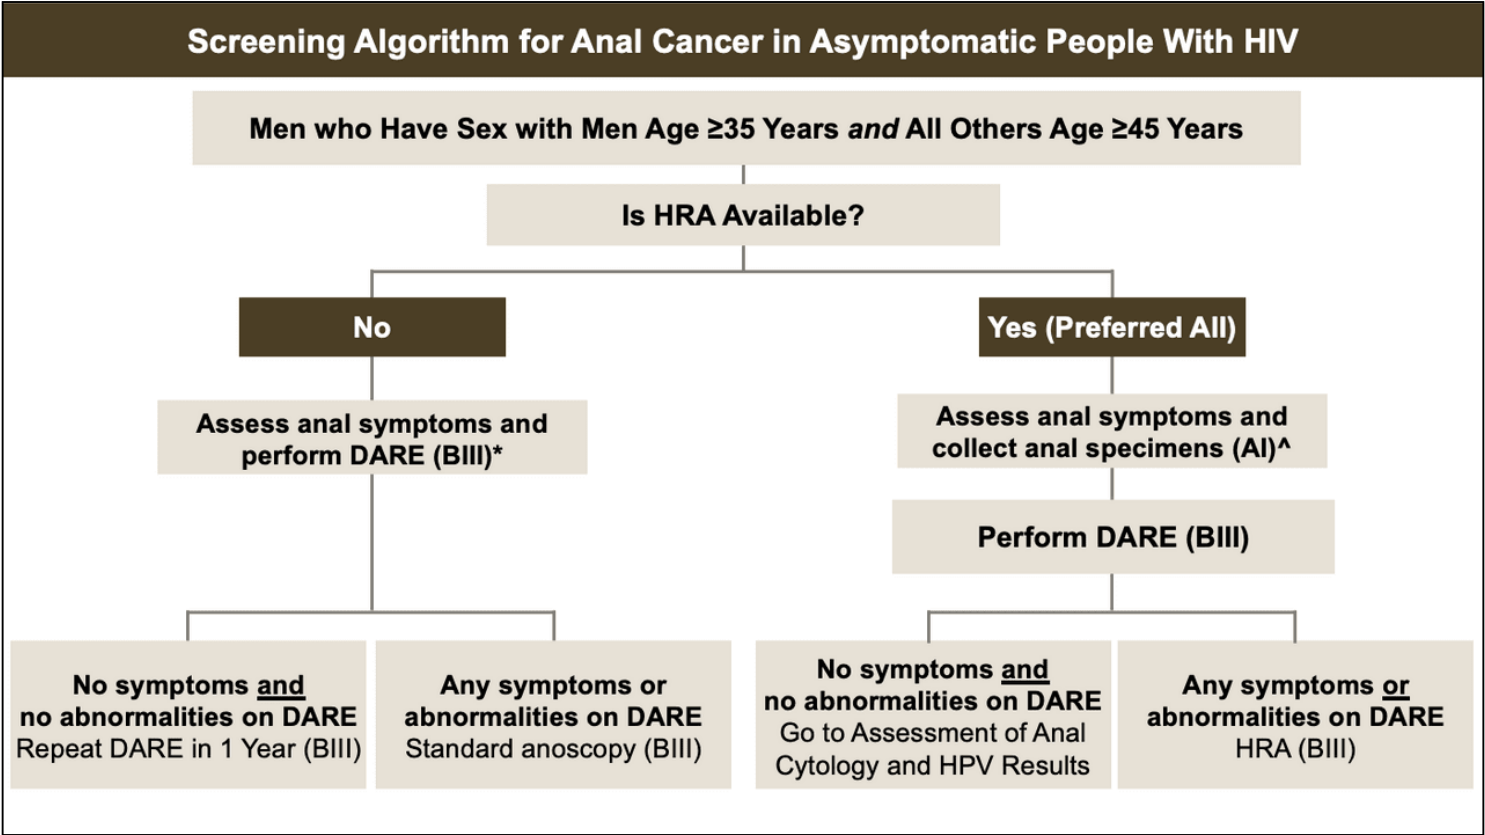 Screening Algorithm for Anal Cancer in Asymptomatic People With HIV
Men who Have Sex with Men Age ≥35 Years and All Others Age ≥45 Years
Is HRA Available?
No
Yes (Preferred All)
Assess anal symptoms and
perform DARE (BIII)*
Assess anal symptoms and
collect anal specimens (AI)^
Perform DARE (BIII)
No symptoms and
no abnormalities on DARE
Repeat DARE in 1 Year (BIII)
Any symptoms or
abnormalities on DARE
Standard anoscopy (BIII)
No symptoms and
no abnormalities on DARE
Go to Assessment of Anal
Cytology and HPV Results
Any symptoms or
abnormalities on DARE
HRA (BIII)